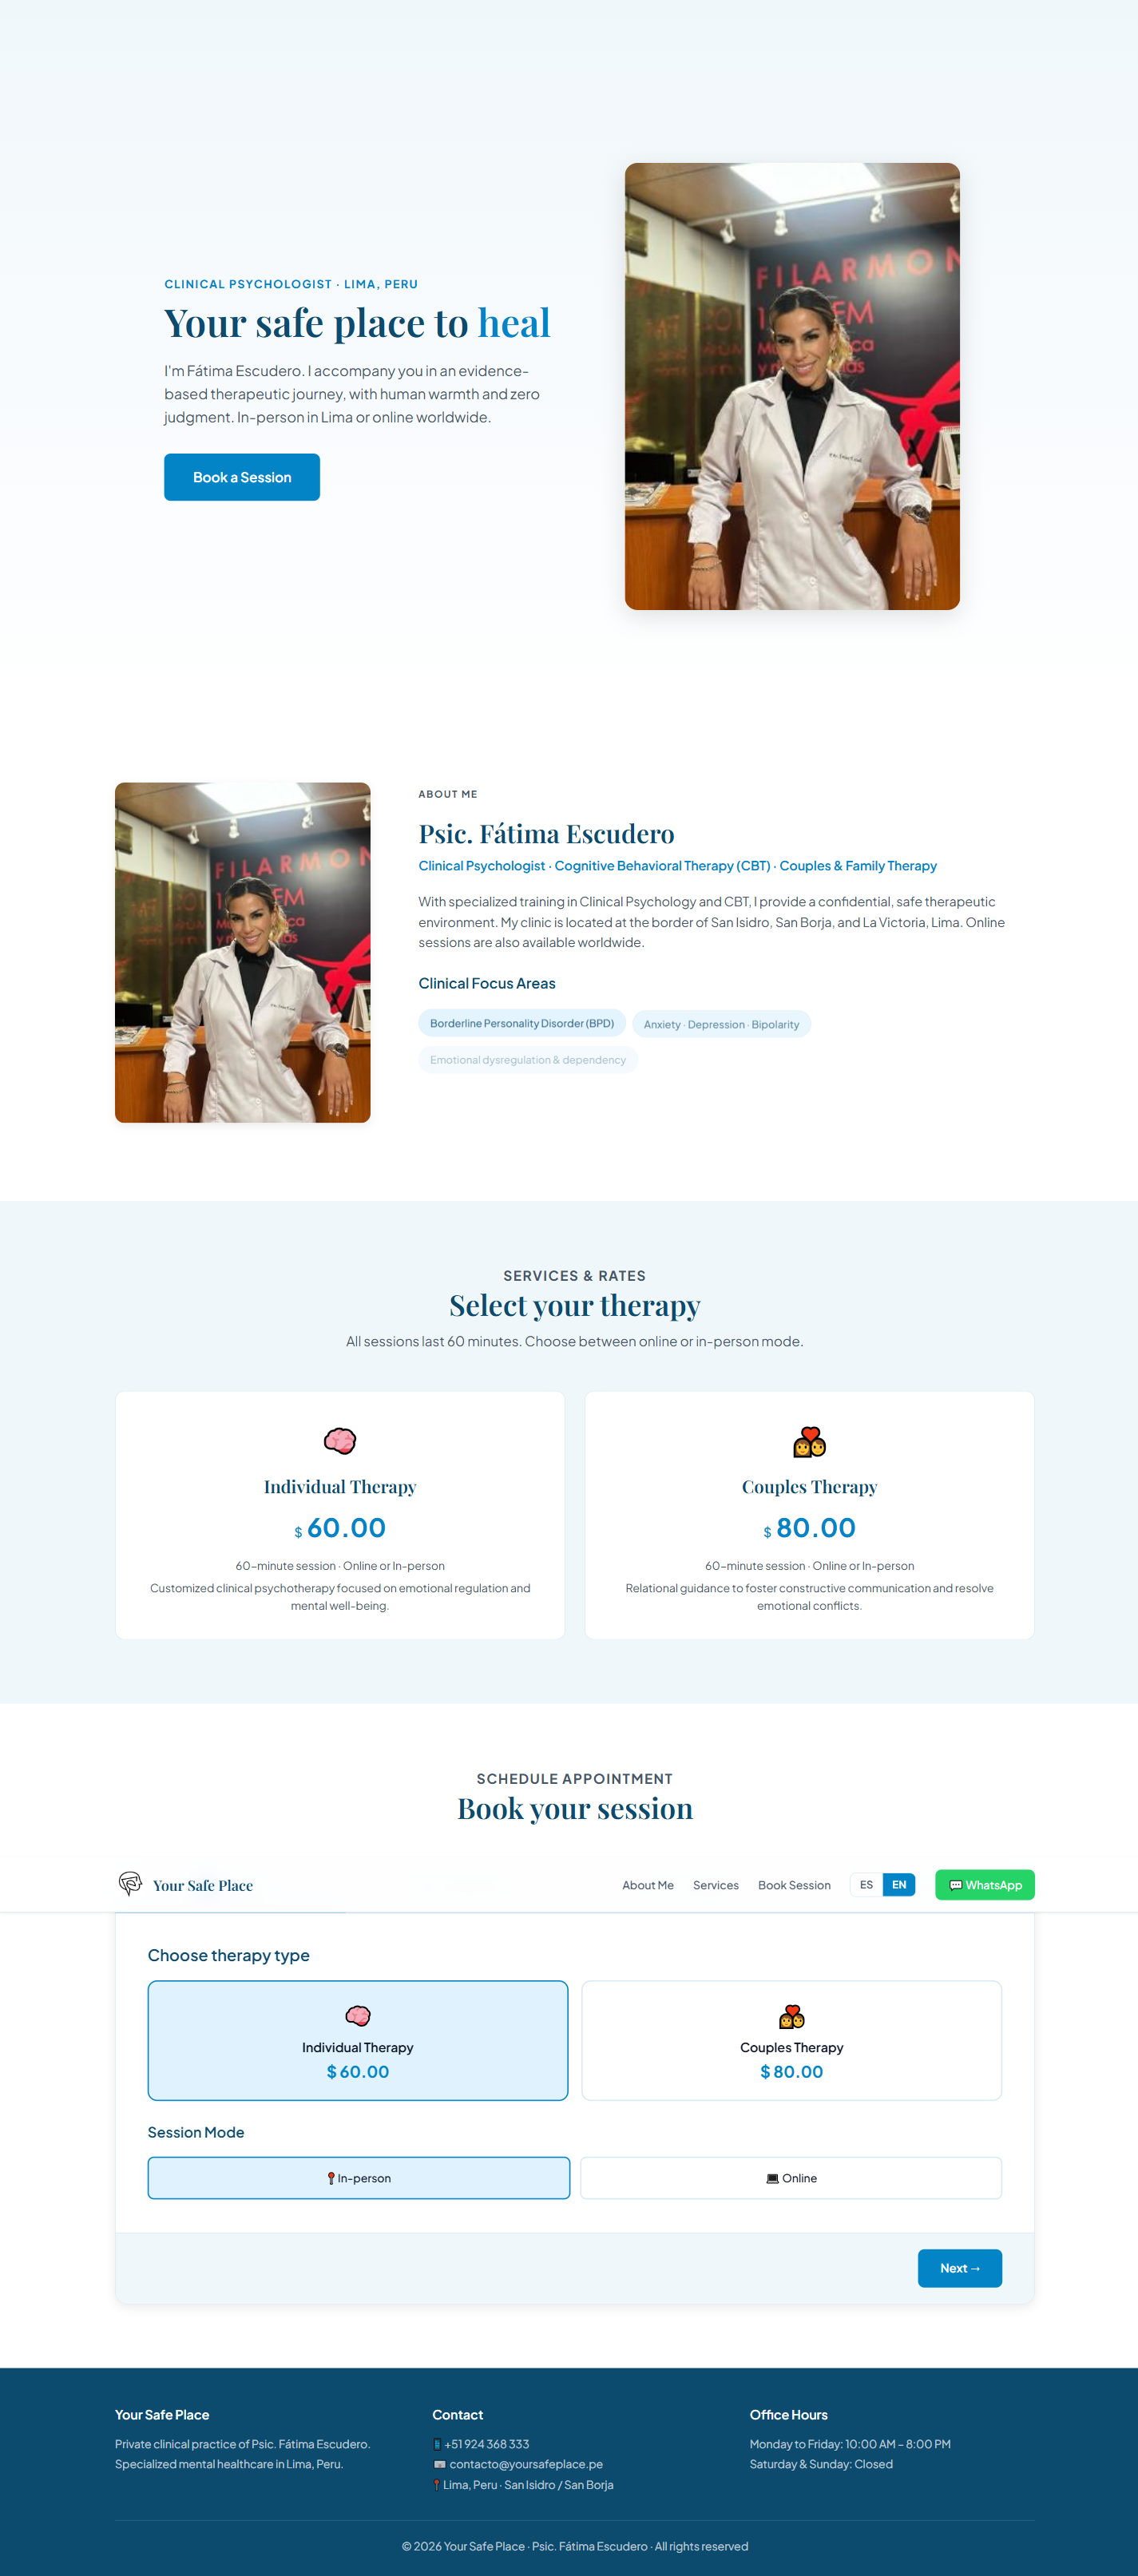 CLINICAL PSYCHOLOGIST · LIMA, PERU
Your safe place to heal
I'm Fátima Escudero. I accompany you in an evidence-
based therapeutic journey, with human warmth and zero
judgment. In-person in Lima or online worldwide.
Book a Session
FILARMON
FM
ABOUT ME
Psic. Fátima Escudero
Clinical Psychologist · Cognitive Behavioral Therapy (CBT) · Couples & Family Therapy
With specialized training in Clinical Psychology and CBT, I provide a confidential, safe therapeutic
environment. My clinic is located at the border of San Isidro, San Borja, and La Victoria, Lima. Online
sessions are also available worldwide.
Clinical Focus Areas
Borderline Personality Disorder (BPD)
Anxiety · Depression · Bipolarity
Emotional dysregulation & dependency
FILARMON
FM
SERVICES & RATES
Select your therapy
All sessions last 60 minutes. Choose between online or in-person mode.
Individual Therapy
$ 60.00
60-minute session · Online or In-person
Customized clinical psychotherapy focused on emotional regulation and
mental well-being.
Couples Therapy
$ 80.00
60-minute session · Online or In-person
Relational guidance to foster constructive communication and resolve
emotional conflicts.
SCHEDULE APPOINTMENT
Book your session
Your Safe Place
About Me
Services
Book Session
ES
EN
WhatsApp
Choose therapy type
Individual Therapy
$ 60.00
Couples Therapy
$ 80.00
Session Mode
In-person
Online
Next →
Your Safe Place
Private clinical practice of Psic. Fátima Escudero.
Specialized mental healthcare in Lima, Peru.
Contact
+51 924 368 333
contacto@yoursafeplace.pe
Lima, Peru · San Isidro / San Borja
Office Hours
Monday to Friday: 10:00 AM – 8:00 PM
Saturday & Sunday: Closed
© 2026 Your Safe Place · Psic. Fátima Escudero · All rights reserved